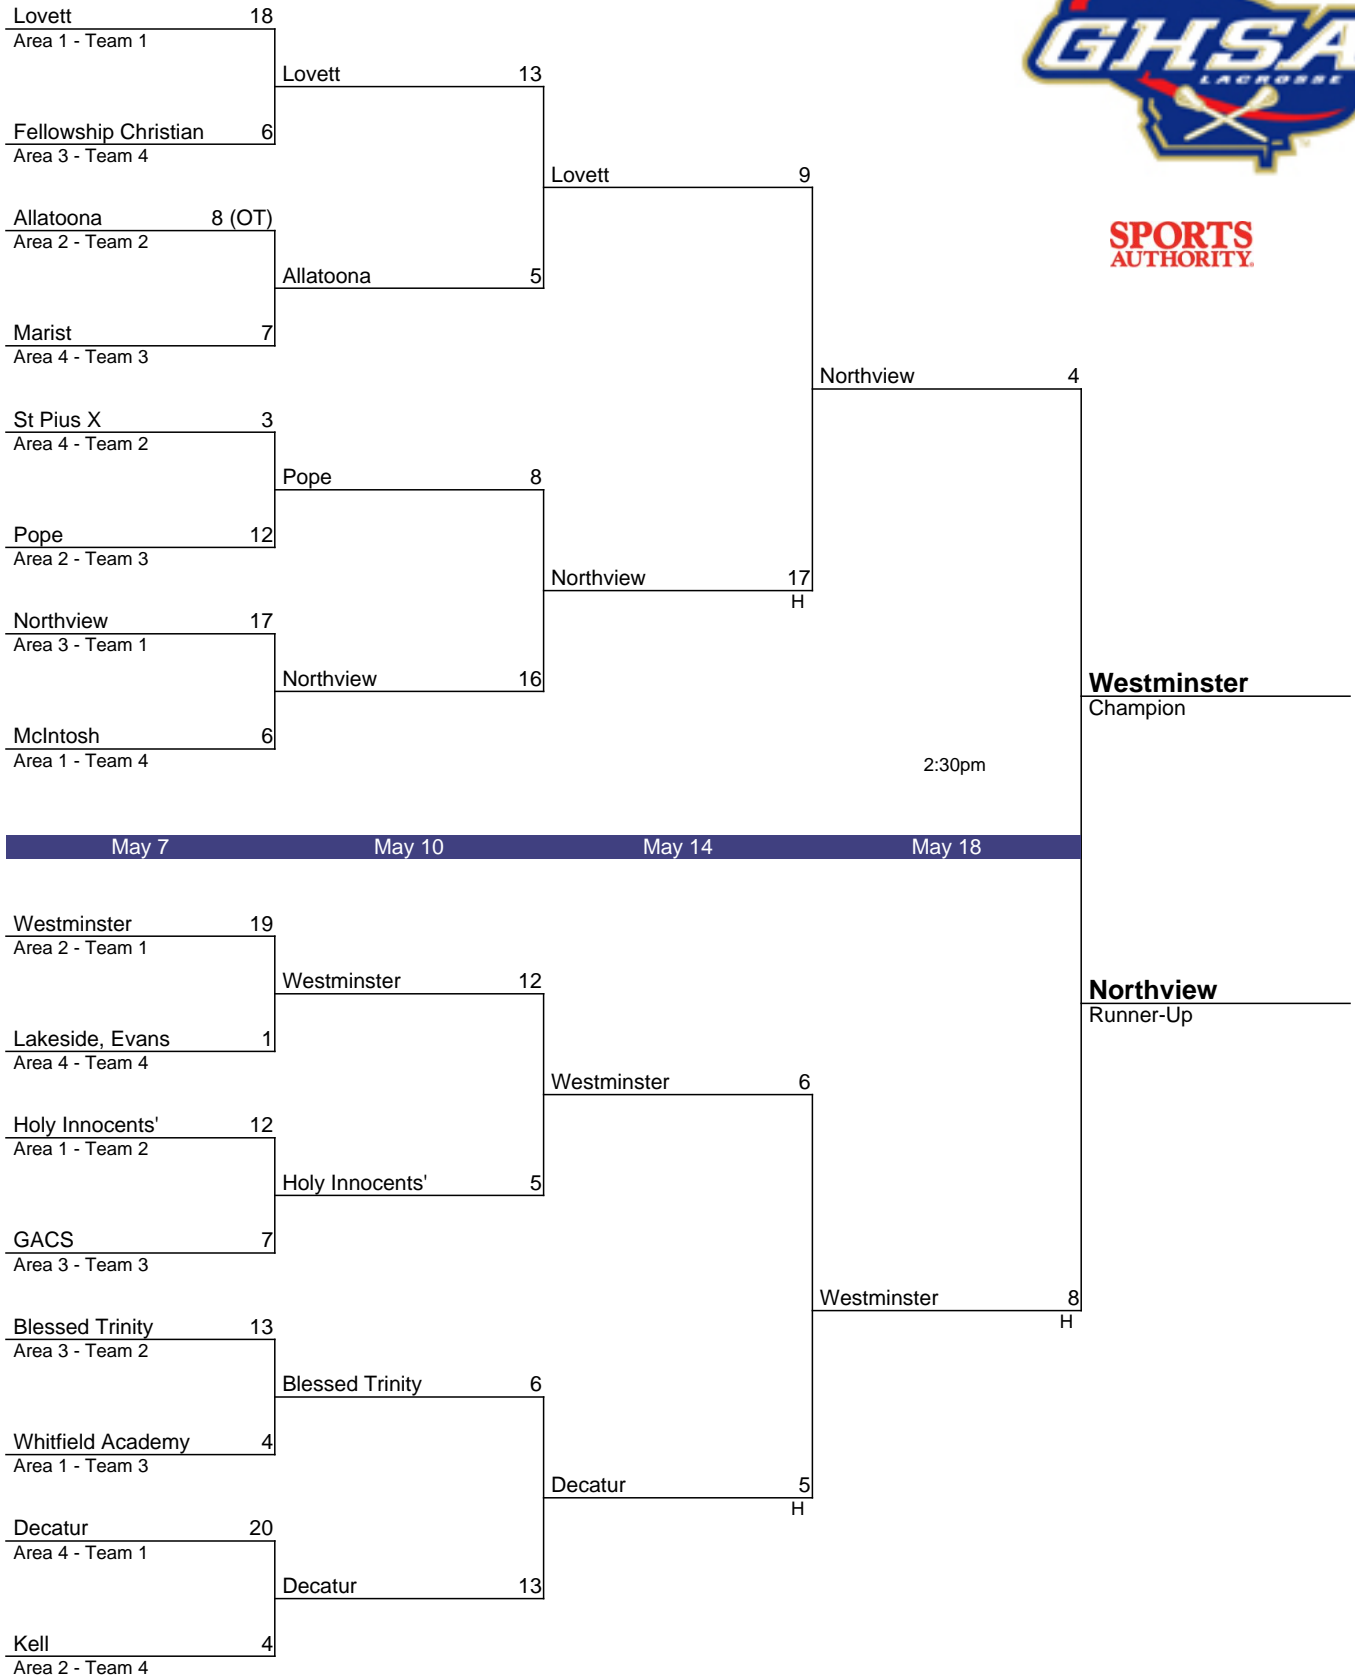 Lovett 18
Area 1 - Team 1
Lovett 13
Fellowship Christian 6
Area 3 - Team 4
Lovett 9
Allatoona 8 (OT)
Area 2 - Team 2
Allatoona 5
Marist 7
Area 4 - Team 3
Northview 4
St Pius X 3
Area 4 - Team 2
Pope 8
Pope 12
Area 2 - Team 3
Northview 17
H
Northview 17
Area 3 - Team 1
Northview 16
McIntosh 6
Area 1 - Team 4
GHSA
LACROSSE
SPORTS
AUTHORITY.
Westminster
Champion
2:30pm
May 7 May 10 May 14 May 18
Westminster 19
Area 2 - Team 1
Westminster 12
Lakeside, Evans 1
Area 4 - Team 4
Northview
Runner-Up
Westminster 6
Holy Innocents' 12
Area 1 - Team 2
Holy Innocents' 5
GACS 7
Area 3 - Team 3
Westminster 8
H
Blessed Trinity 13
Area 3 - Team 2
Blessed Trinity 6
Whitfield Academy 4
Area 1 - Team 3
Decatur 5
H
Decatur 20
Area 4 - Team 1
Decatur 13
Kell 4
Area 2 - Team 4